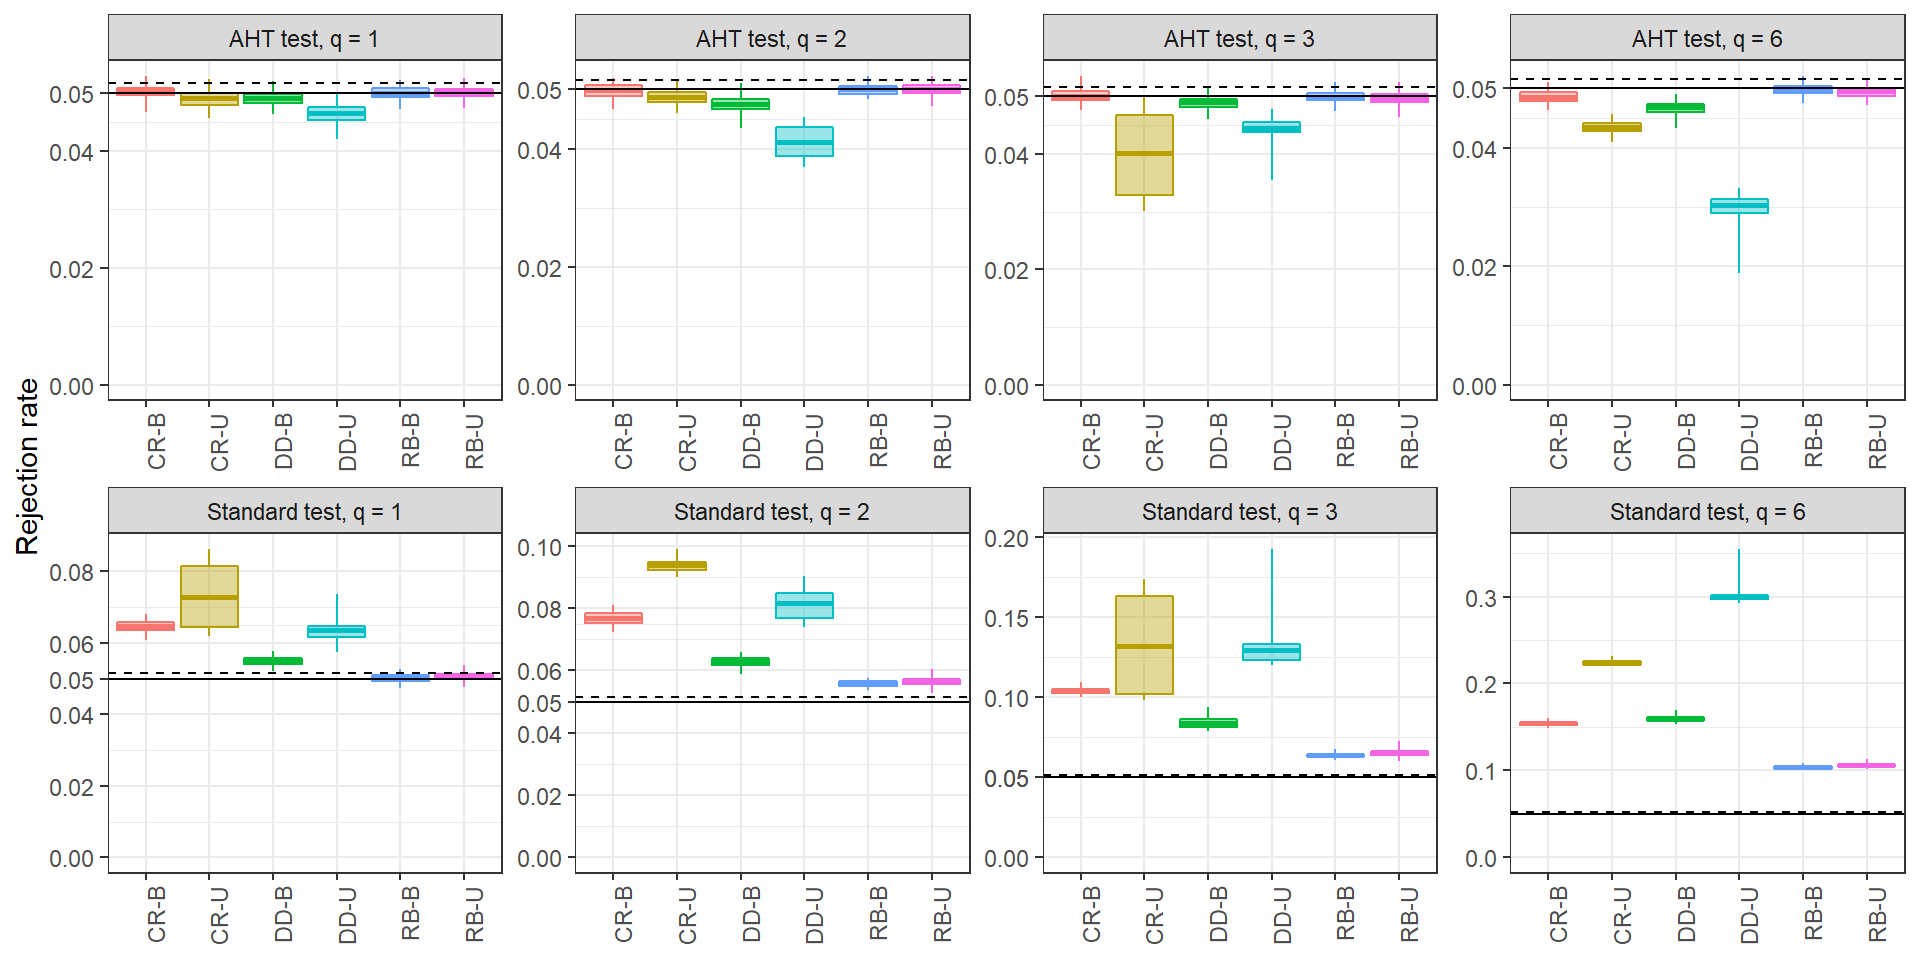 AHT test, q = 1
AHT test, q = 2
AHT test, q = 3
AHT test, q = 6
0.05
0.04
0.02
0.00
0.05
0.04
0.02
0.00
0.05
0.04
0.02
0.00
0.05
0.04
0.02
0.00
CR-B
CR-U
DD-B
DD-U
RB-B
RB-U
CR-B
CR-U
DD-B
DD-U
RB-B
RB-U
CR-B
CR-U
DD-B
DD-U
RB-B
RB-U
CR-B
CR-U
DD-B
DD-U
RB-B
RB-U
Rejection rate
Standard test, q = 1
Standard test, q = 2
Standard test, q = 3
Standard test, q = 6
0.08
0.06
0.05
0.04
0.02
0.00
0.10
0.08
0.06
0.05
0.04
0.02
0.00
0.20
0.15
0.10
0.05
0.00
0.3
0.2
0.1
0.0
CR-B
CR-U
DD-B
DD-U
RB-B
RB-U
CR-B
CR-U
DD-B
DD-U
RB-B
RB-U
CR-B
CR-U
DD-B
DD-U
RB-B
RB-U
CR-B
CR-U
DD-B
DD-U
RB-B
RB-U